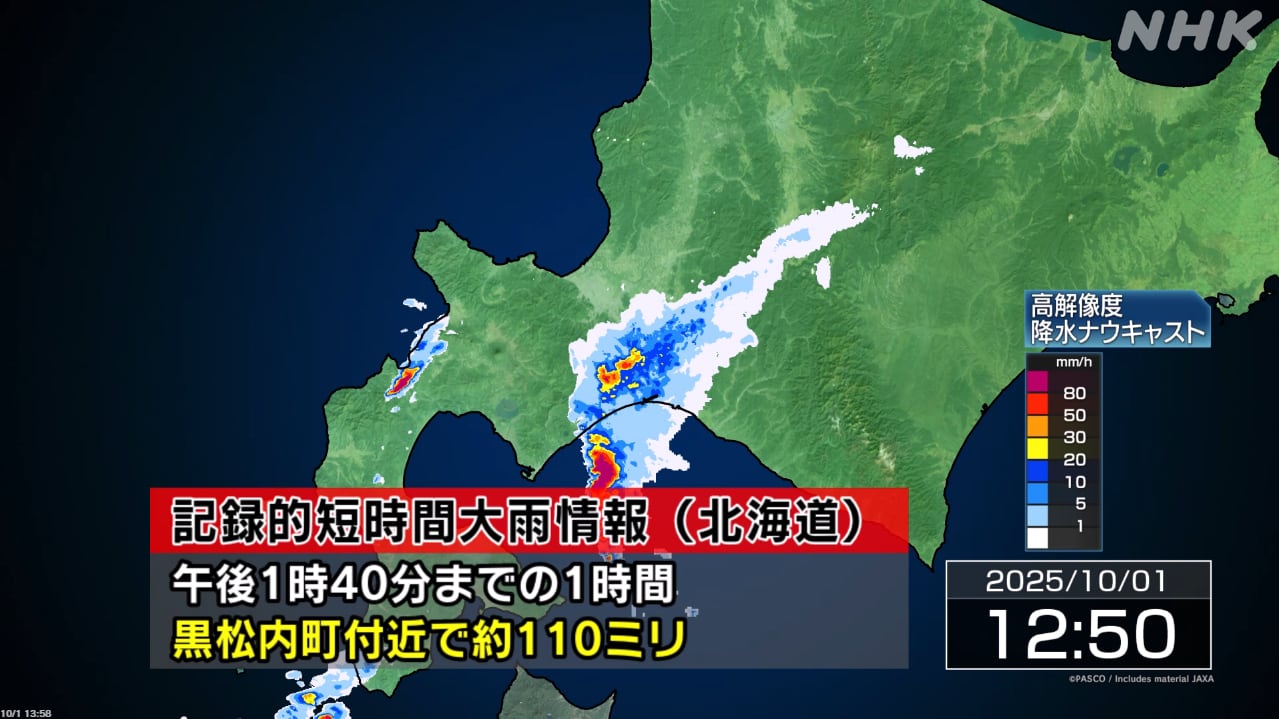 NHK
高解像度
降水ナウキャスト
mm/h
80
50
30
20
10
5
1
記録的短時間大雨情報（北海道）
午後1時40分までの1時間
黒松内町付近で約110ミリ
2025/10/01
12:50
©PASCO / Includes material JAXA
10/1 13:58